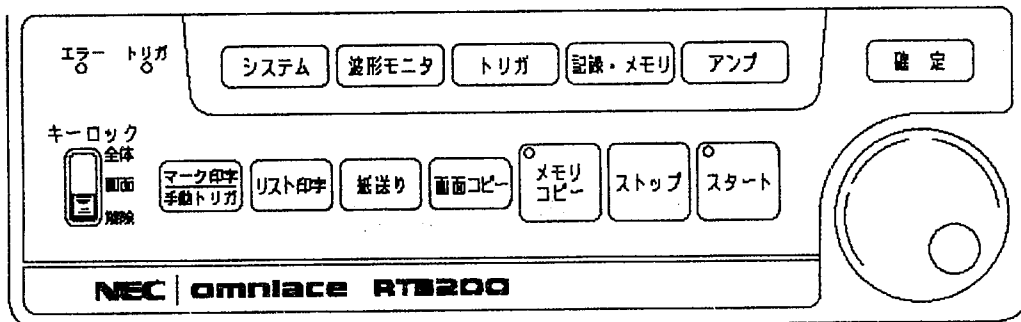 エラー トリガ
システム 波形モニタ トリガ 記録・メモリ アンプ 確定
キーロック
全体
画面
解除
マーク印字
手動トリガ
リスト印字
紙送り
画面コピー
メモリ
コピー
ストップ
スタート
NEC omniace RT3200